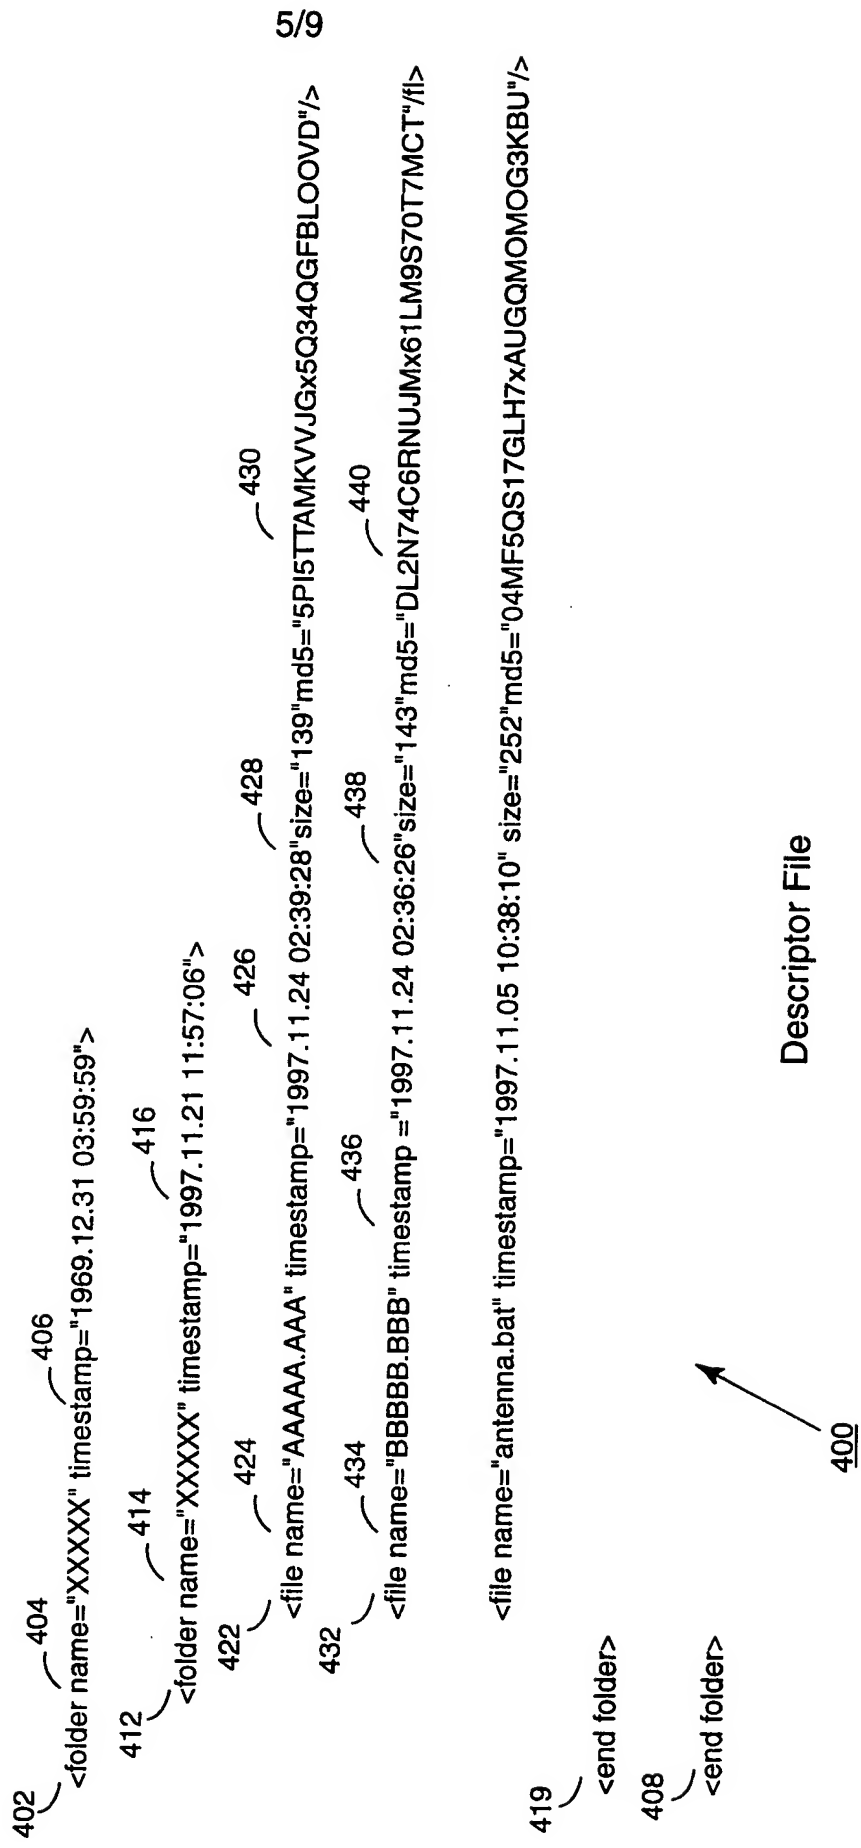 5/9
402 404 406
<folder name="XXXXX" timestamp="1969.12.31 03:59:59">
412 414 416
<folder name="XXXXX" timestamp="1997.11.21 11:57:06">
422 424 426 428 430
<file name="AAAAA.AAA" timestamp="1997.11.24 02:39:28"size="139"md5="5PI5TTAMKVVJGx5Q34QGFBLOOVD"/>
432 434 436 438 440
<file name="BBBBB.BBB" timestamp ="1997.11.24 02:36:26"size="143"md5="DL2N74C6RNUJMx61LM9S70T7MCT"/fl>
<file name="antenna.bat" timestamp="1997.11.05 10:38:10" size="252"md5="04MF5QS17GLH7xAUGQMOMOG3KBU"/>
419
<end folder>
408
<end folder>
400
Descriptor File